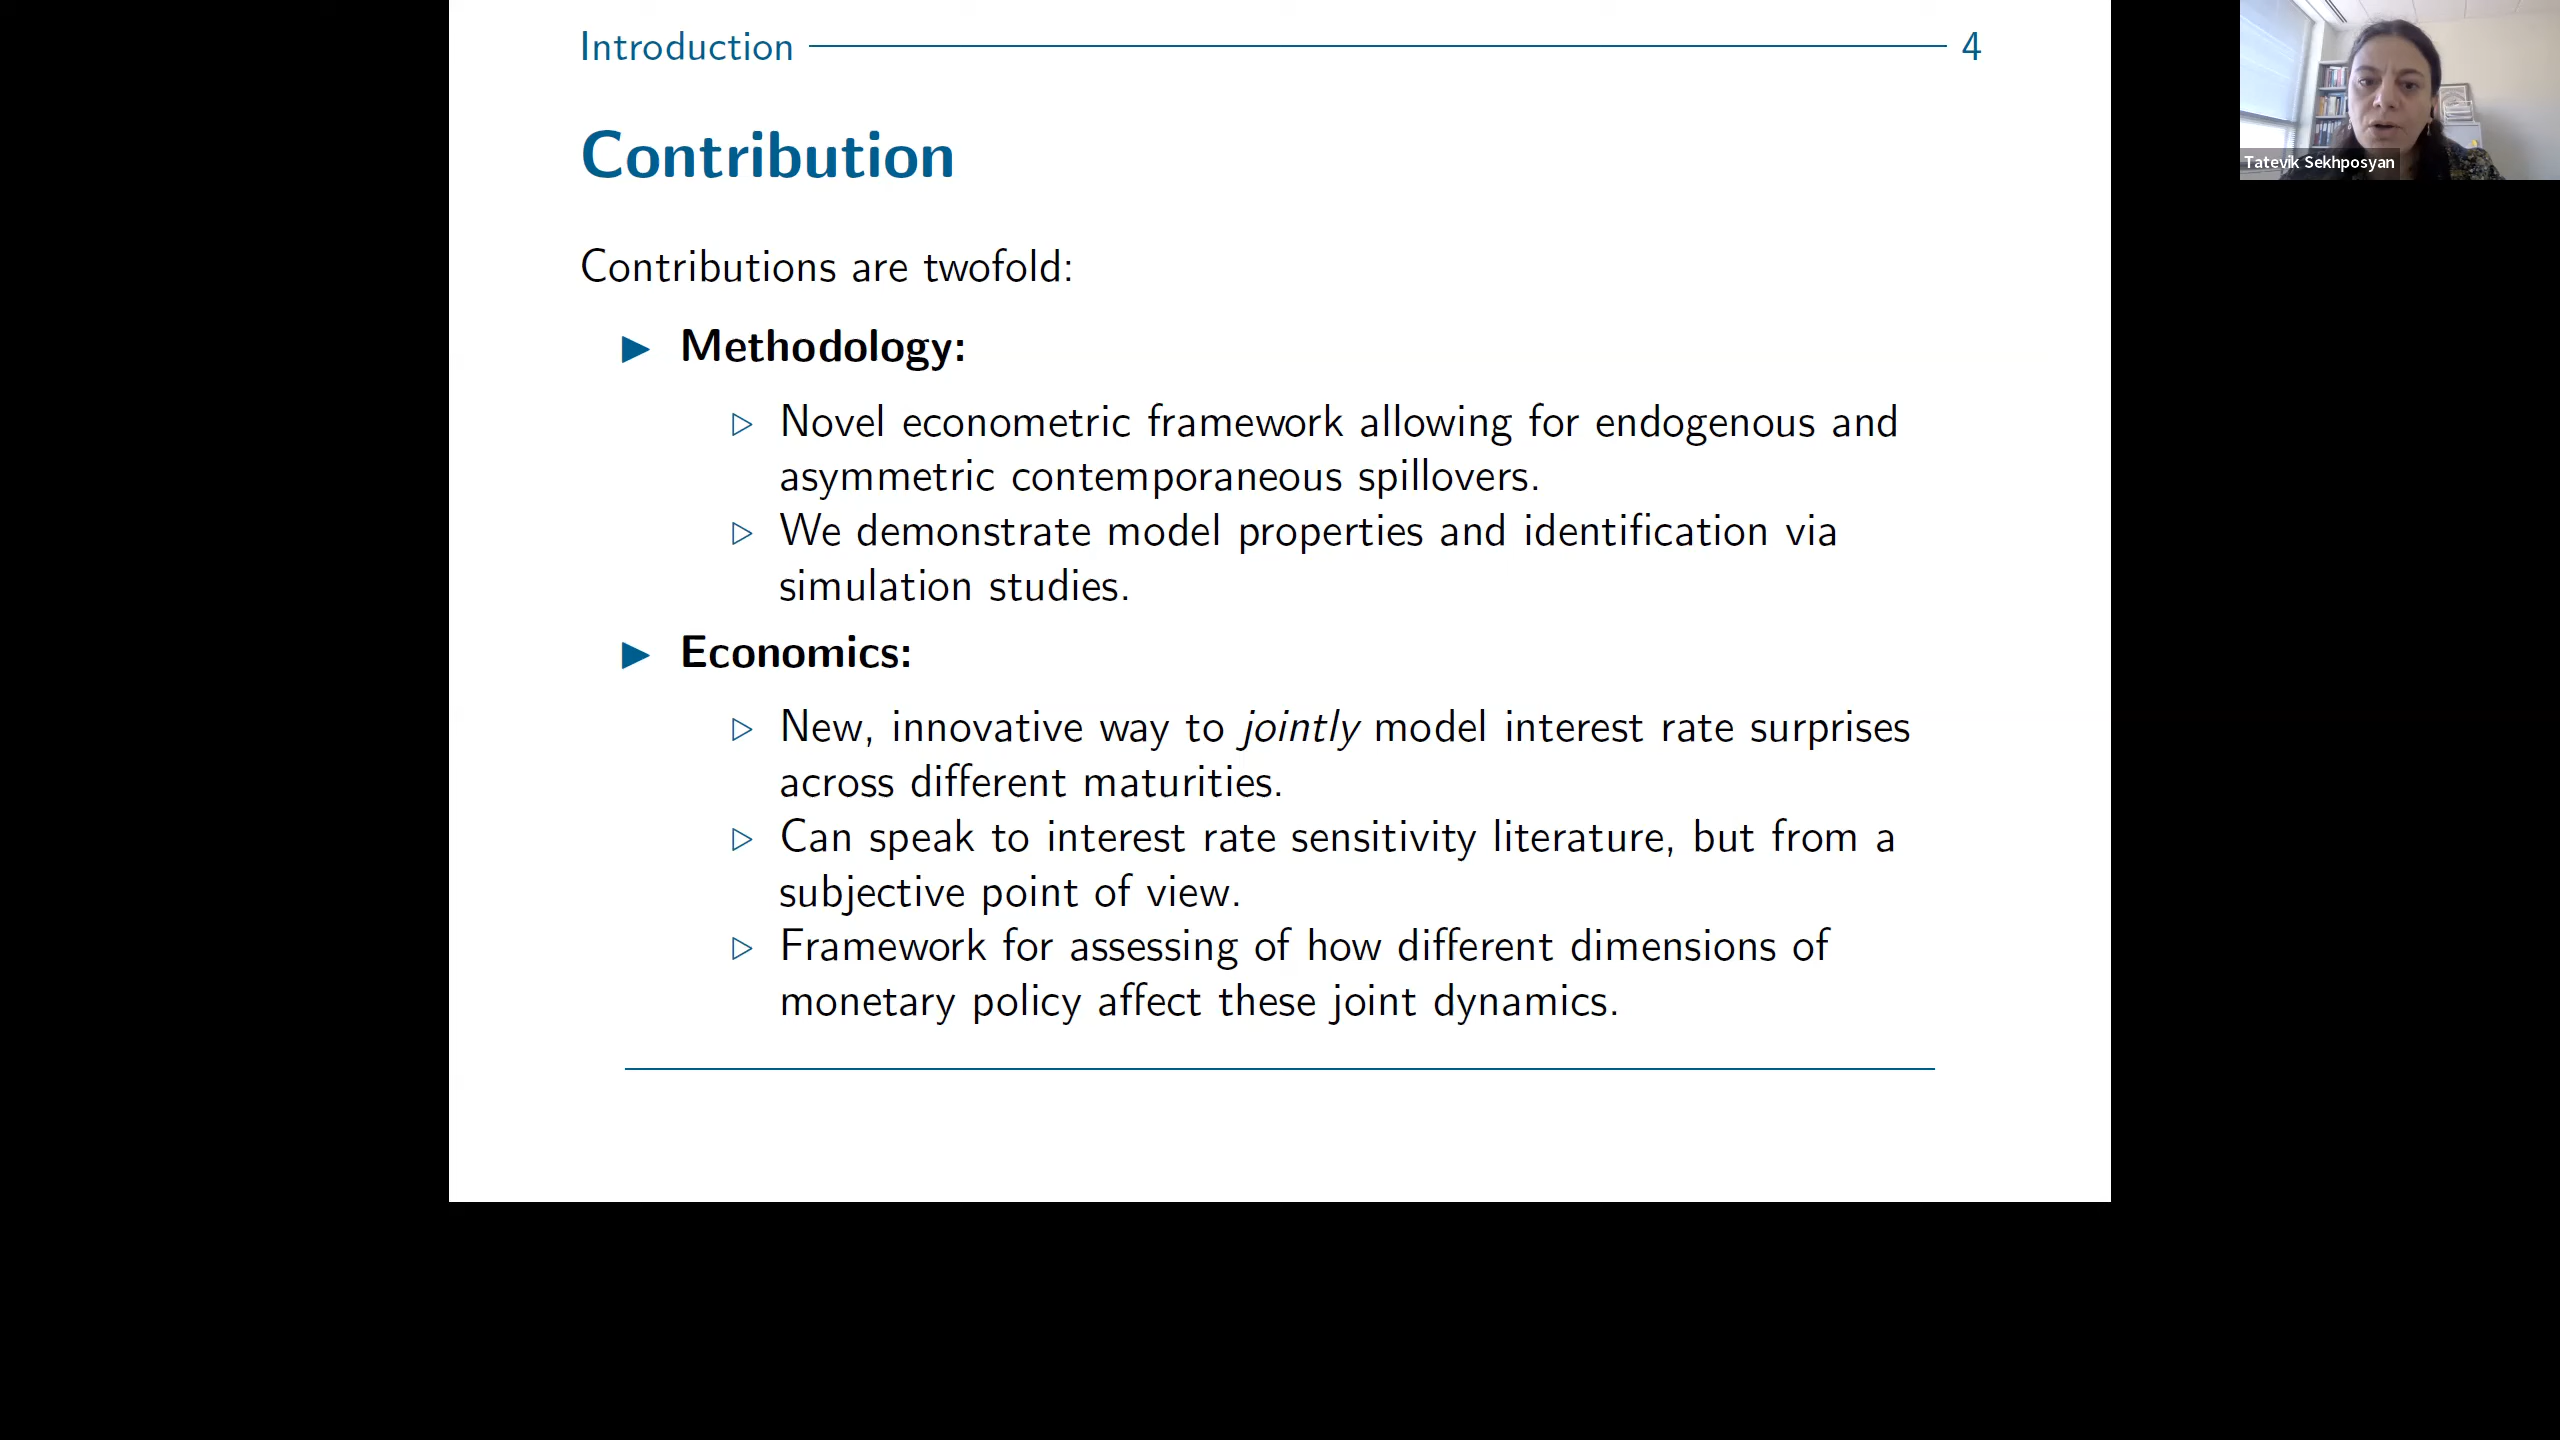 Introduction 4
Contribution
Contributions are twofold:
▶ Methodology:
▷ Novel econometric framework allowing for endogenous and
asymmetric contemporaneous spillovers.
▷ We demonstrate model properties and identification via
simulation studies.
▶ Economics:
▷ New, innovative way to jointly model interest rate surprises
across different maturities.
▷ Can speak to interest rate sensitivity literature, but from a
subjective point of view.
▷ Framework for assessing of how different dimensions of
monetary policy affect these joint dynamics.
Tatevik Sekhposyan